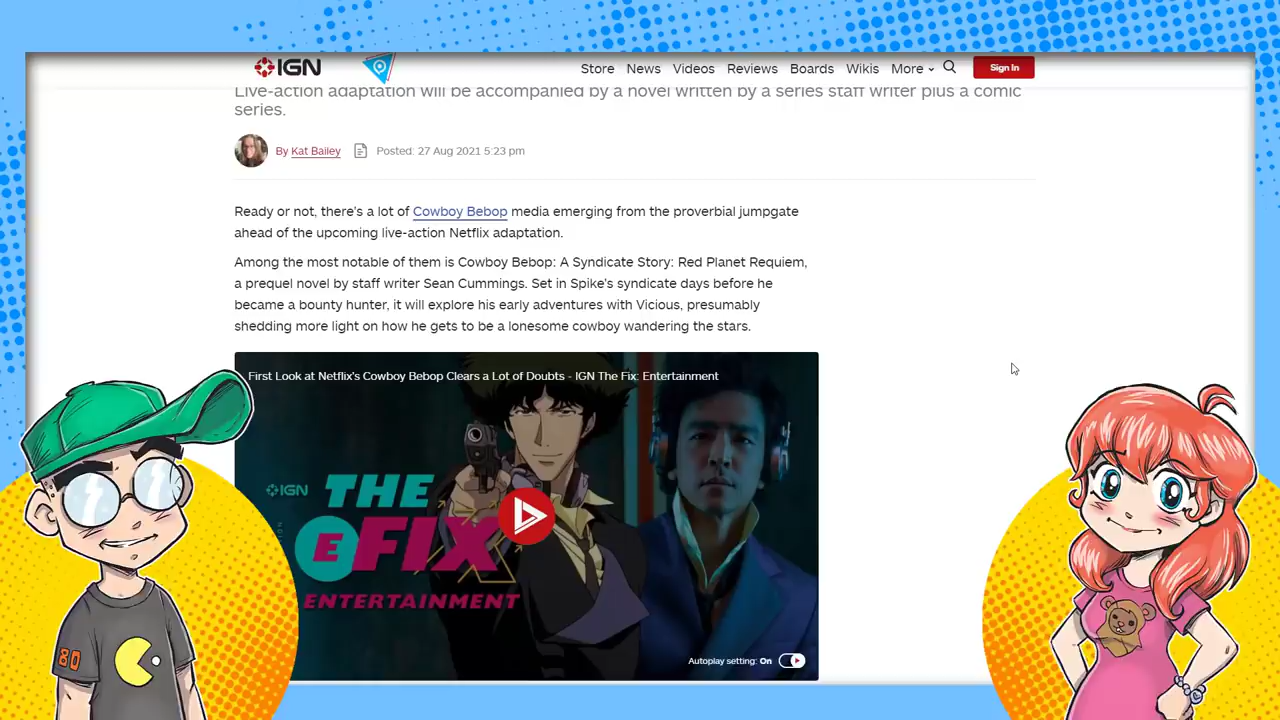 IGN
Store News Videos Reviews Boards Wikis More Sign In
Live-action adaptation will be accompanied by a novel written by a series staff writer plus a comic
series.
By Kat Bailey Posted: 27 Aug 2021 5:23 pm
Ready or not, there's a lot of Cowboy Bebop media emerging from the proverbial jumpgate
ahead of the upcoming live-action Netflix adaptation.
Among the most notable of them is Cowboy Bebop: A Syndicate Story: Red Planet Requiem,
a prequel novel by staff writer Sean Cummings. Set in Spike's syndicate days before he
became a bounty hunter, it will explore his early adventures with Vicious, presumably
shedding more light on how he gets to be a lonesome cowboy wandering the stars.
First Look at Netflix's Cowboy Bebop Clears a Lot of Doubts - IGN The Fix: Entertainment
IGN THE
E FIX
ENTERTAINMENT
Autoplay setting: On
80